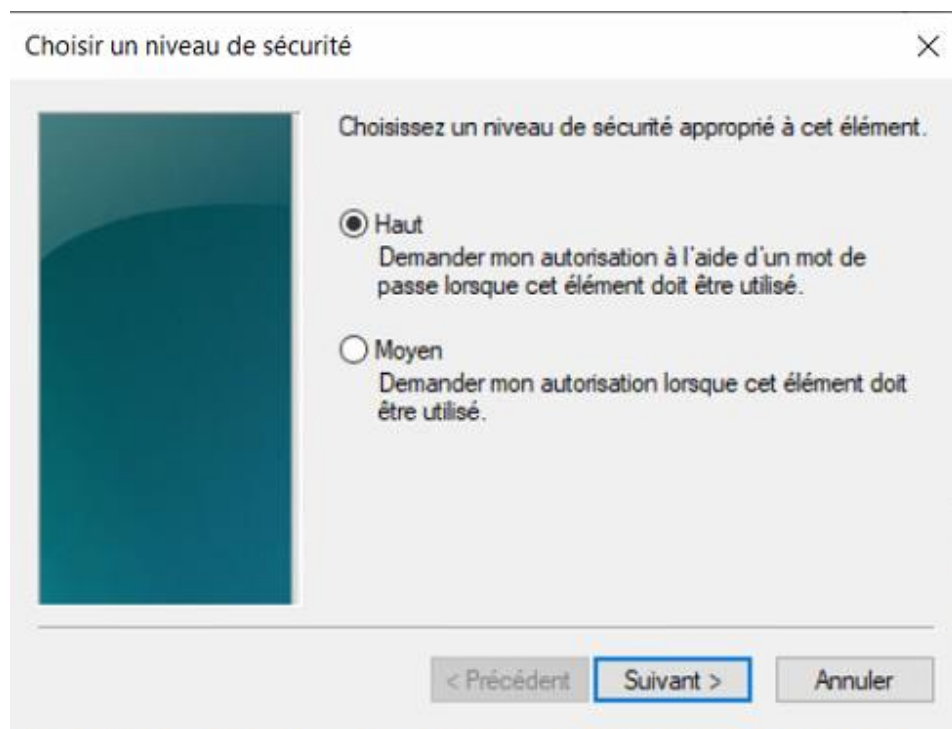 Choisir un niveau de sécurité
Choisissez un niveau de sécurité approprié à cet élément.
Haut
Demander mon autorisation à l'aide d'un mot de
passe lorsque cet élément doit être utilisé.
Moyen
Demander mon autorisation lorsque cet élément doit
être utilisé.
< Précédent Suivant > Annuler